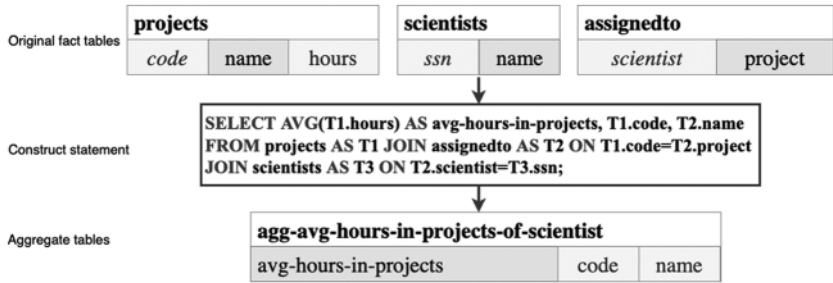 projects
scientists
assignedto
Original fact tables
code name hours
ssn name
scientist project
SELECT AVG(T1.hours) AS avg-hours-in-projects, T1.code, T2.name
Construct statement
FROM projects AS T1 JOIN assignedto AS T2 ON T1.code=T2.project
JOIN scientists AS T3 ON T2.scientist=T3.ssn;
Aggregate tables
agg-avg-hours-in-projects-of-scientist
avg-hours-in-projects code name